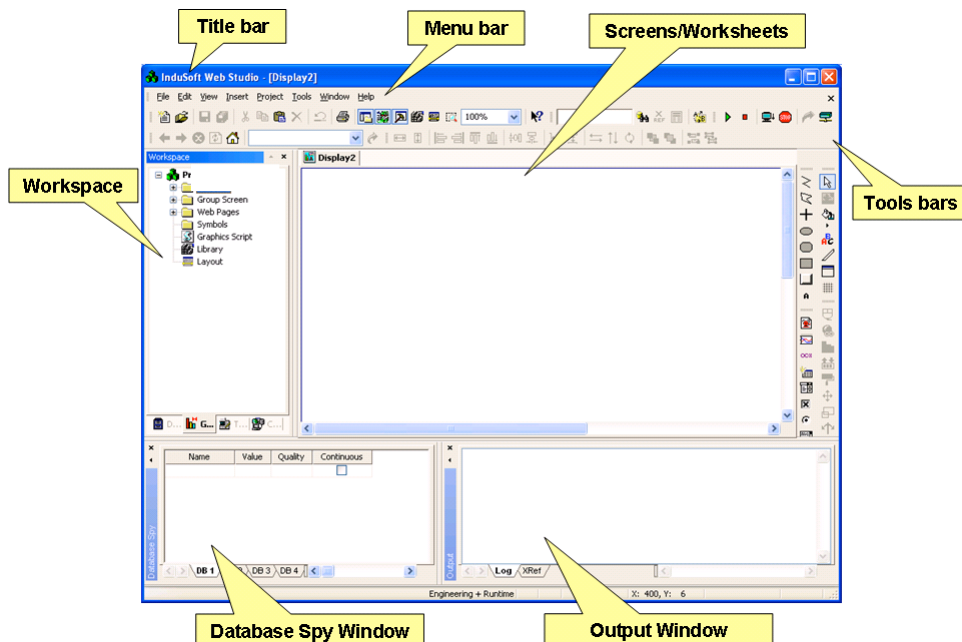 Title bar
Menu bar
Screens/Worksheets
InduSoft Web Studio - [Display2]
File Edit View Insert Project Tools Window Help
100%
Workspace
Display2
Workspace
Tools bars
Pr
Group Screen
Web Pages
Symbols
Graphics Script
Library
Layout
D... G... T... C...
Name Value Quality Continuous
Database Spy
Output
DB 1 DB 3 DB 4
Log XRef
Engineering + Runtime
X: 400, Y: 6
Database Spy Window
Output Window